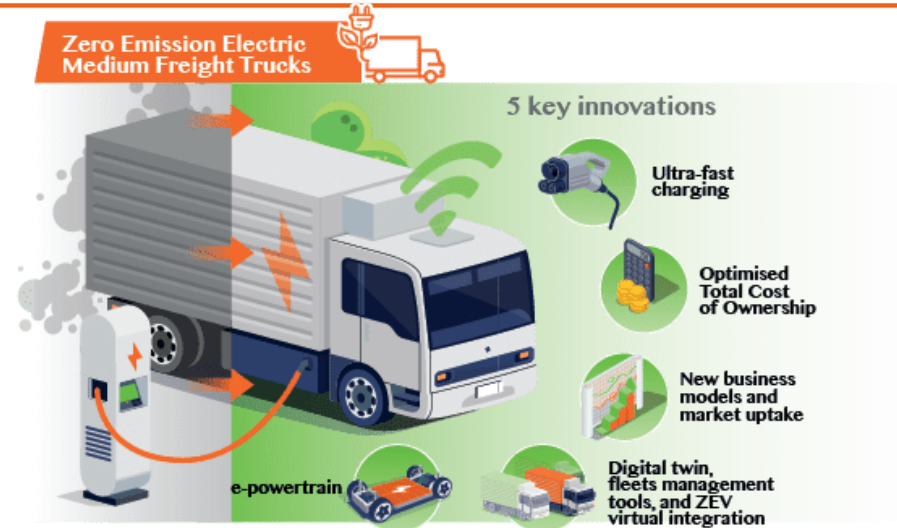 Zero Emission Electric
Medium Freight Trucks
5 key innovations
Ultra-fast
charging
Optimised
Total Cost
of Ownership
New business
models and
market uptake
Digital twin,
fleets management
tools, and ZEV
virtual integration
e-powertrain